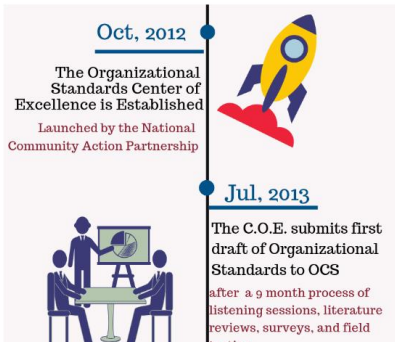 Oct, 2012
The Organizational
Standards Center of
Excellence is Established
Launched by the National
Community Action Partnership
Jul, 2013
The C.O.E. submits first
draft of Organizational
Standards to OCS
after a 9 month process of
listening sessions, literature
reviews, surveys, and field